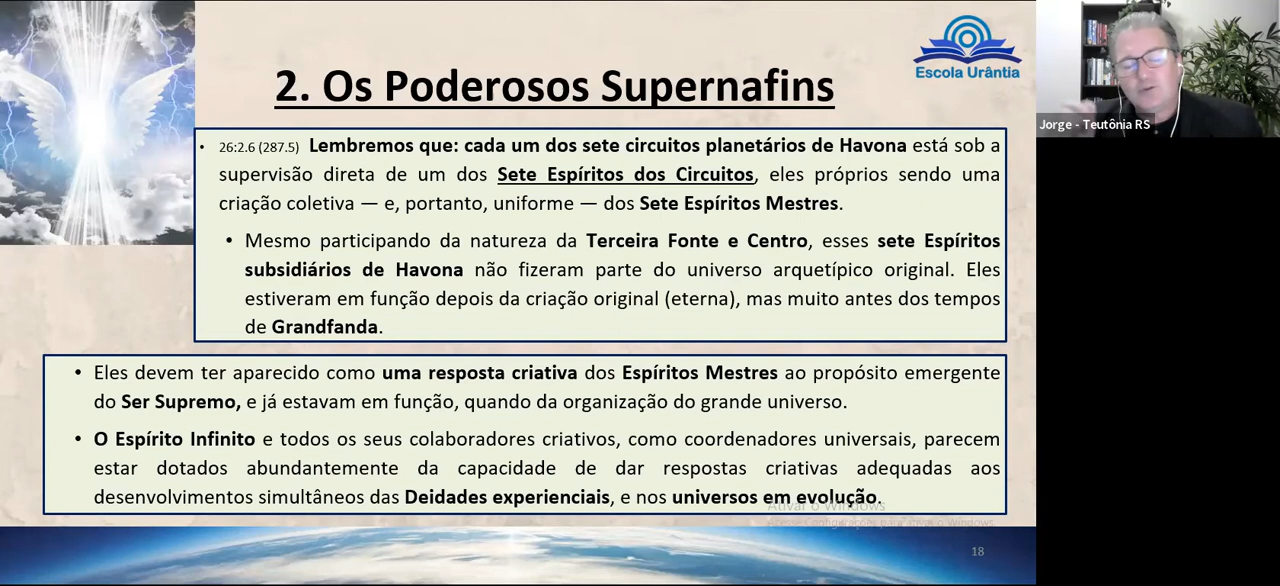 Escola Urântia
2. Os Poderosos Supernafins
Jorge - Teutônia RS
• 26:2.6 (287.5) Lembremos que: cada um dos sete circuitos planetários de Havona está sob a
supervisão direta de um dos Sete Espíritos dos Circuitos, eles próprios sendo uma
criação coletiva — e, portanto, uniforme — dos Sete Espíritos Mestres.
• Mesmo participando da natureza da Terceira Fonte e Centro, esses sete Espíritos
subsidiários de Havona não fizeram parte do universo arquetípico original. Eles
estiveram em função depois da criação original (eterna), mas muito antes dos tempos
de Grandfanda.
• Eles devem ter aparecido como uma resposta criativa dos Espíritos Mestres ao propósito emergente
do Ser Supremo, e já estavam em função, quando da organização do grande universo.
• O Espírito Infinito e todos os seus colaboradores criativos, como coordenadores universais, parecem
estar dotados abundantemente da capacidade de dar respostas criativas adequadas aos
desenvolvimentos simultâneos das Deidades experienciais, e nos universos em evolução.
Ativar o Windows
Acesse Configurações para ativar o Windows.
18